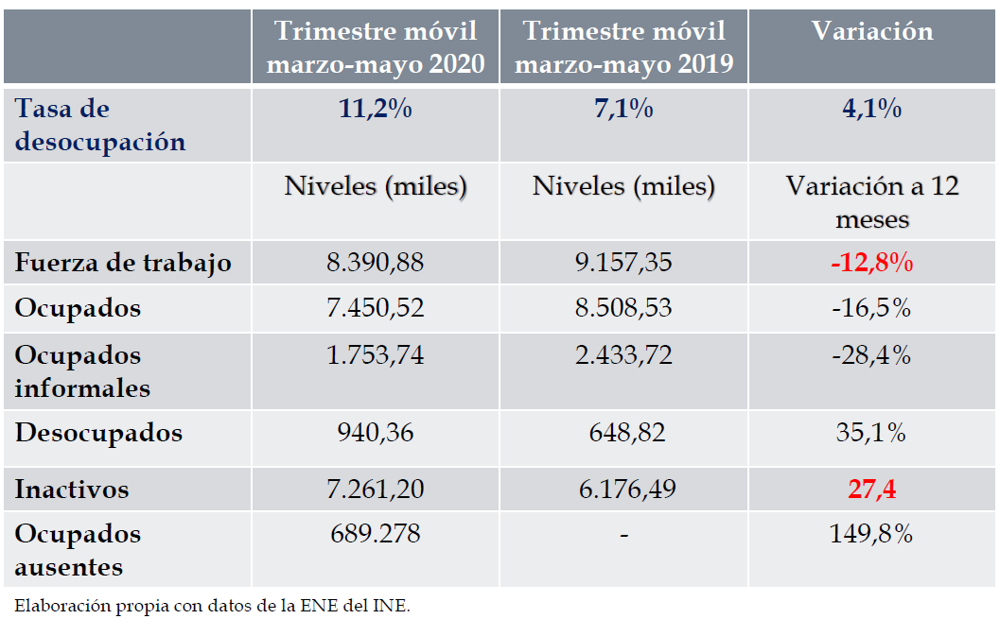 Trimestre móvil marzo-mayo 2020 Trimestre móvil marzo-mayo 2019 Variación
Tasa de desocupación 11,2% 7,1% 4,1%
Niveles (miles) Niveles (miles) Variación a 12 meses
Fuerza de trabajo 8.390,88 9.157,35 -12,8%
Ocupados 7.450,52 8.508,53 -16,5%
Ocupados informales 1.753,74 2.433,72 -28,4%
Desocupados 940,36 648,82 35,1%
Inactivos 7.261,20 6.176,49 27,4
Ocupados ausentes 689.278 - 149,8%
Elaboración propia con datos de la ENE del INE.